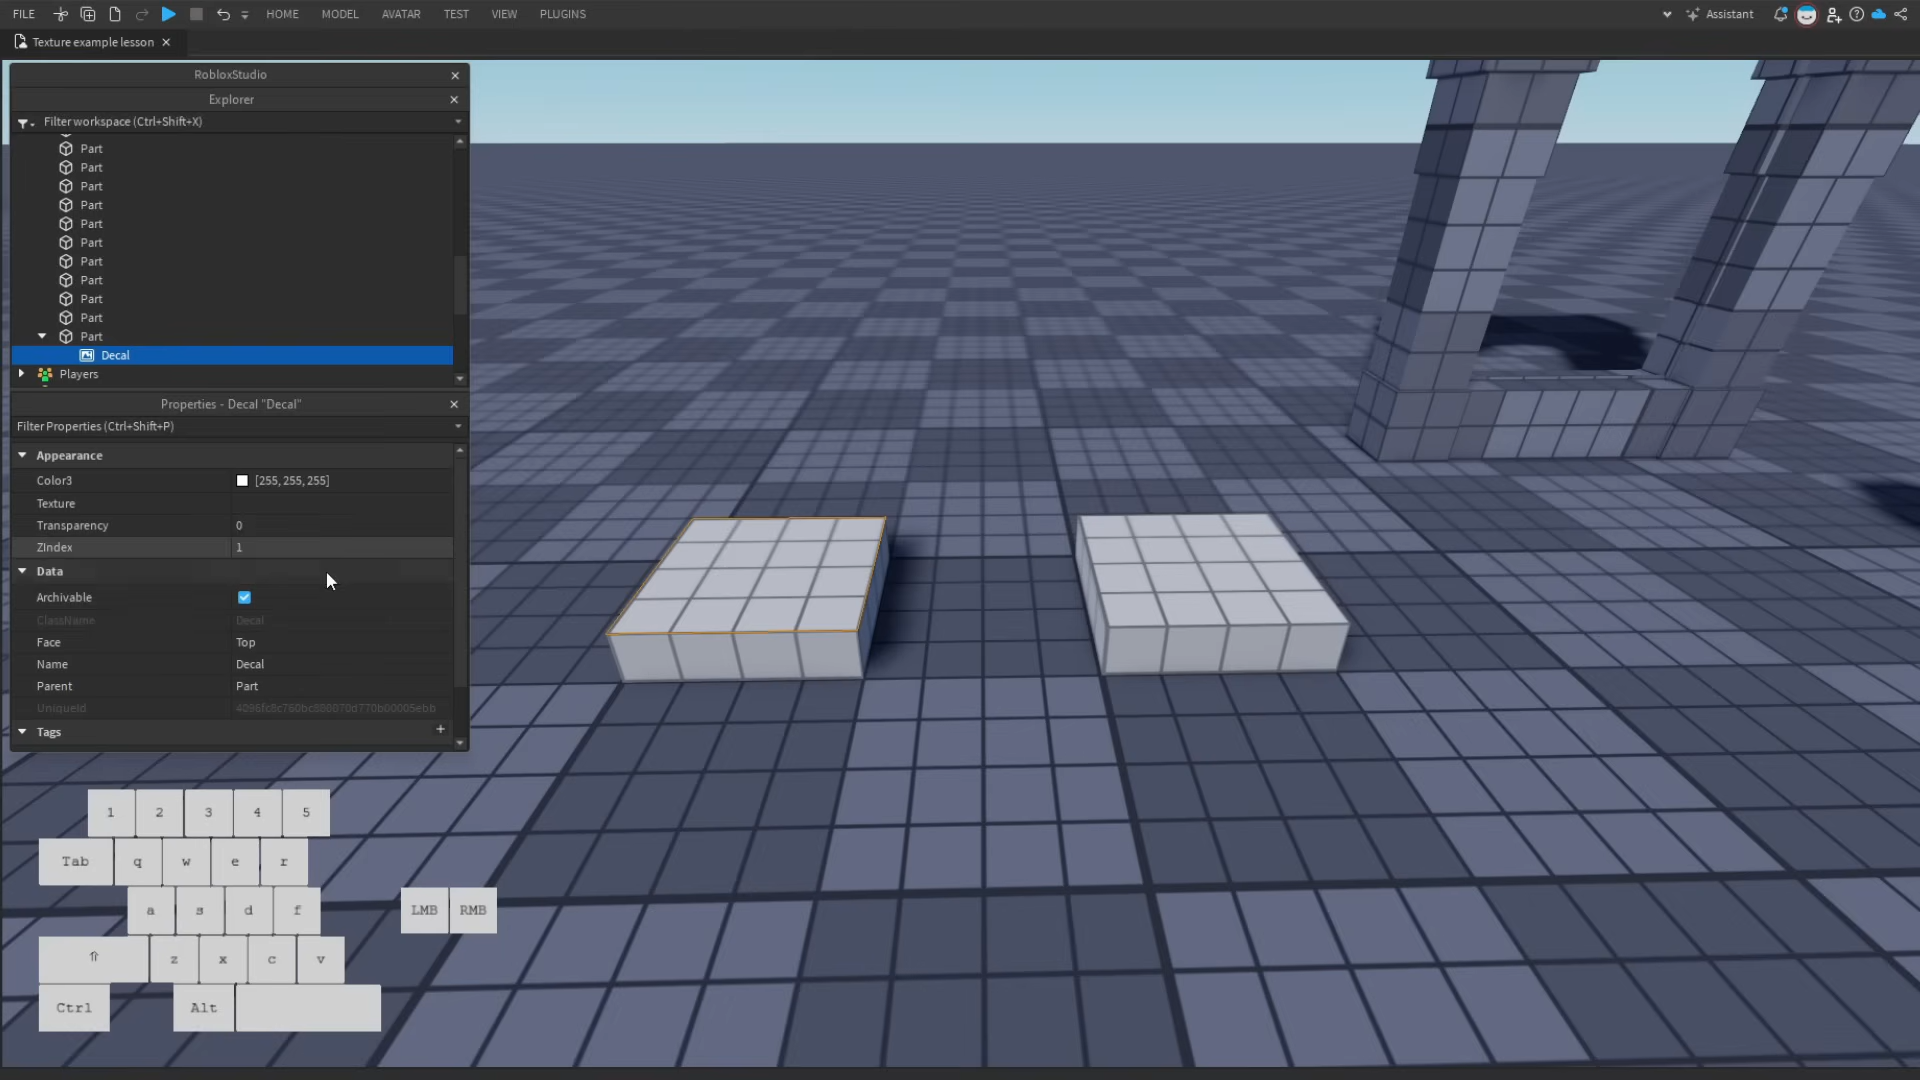 FILE HOME MODEL AVATAR TEST VIEW PLUGINS Assistant
Texture example lesson
RobloxStudio
Explorer
Filter workspace (Ctrl+Shift+X)
Part
Part
Part
Part
Part
Part
Part
Part
Part
Part
Part
Decal
Players
Properties - Decal "Decal"
Filter Properties (Ctrl+Shift+P)
Appearance
Color3 [255, 255, 255]
Texture
Transparency 0
ZIndex 1
Data
Archivable
ClassName Decal
Face Top
Name Decal
Parent Part
UniqueId
Tags +
1 2 3 4 5
Tab q w e r
a s d f LMB RMB
z x c v
Ctrl Alt